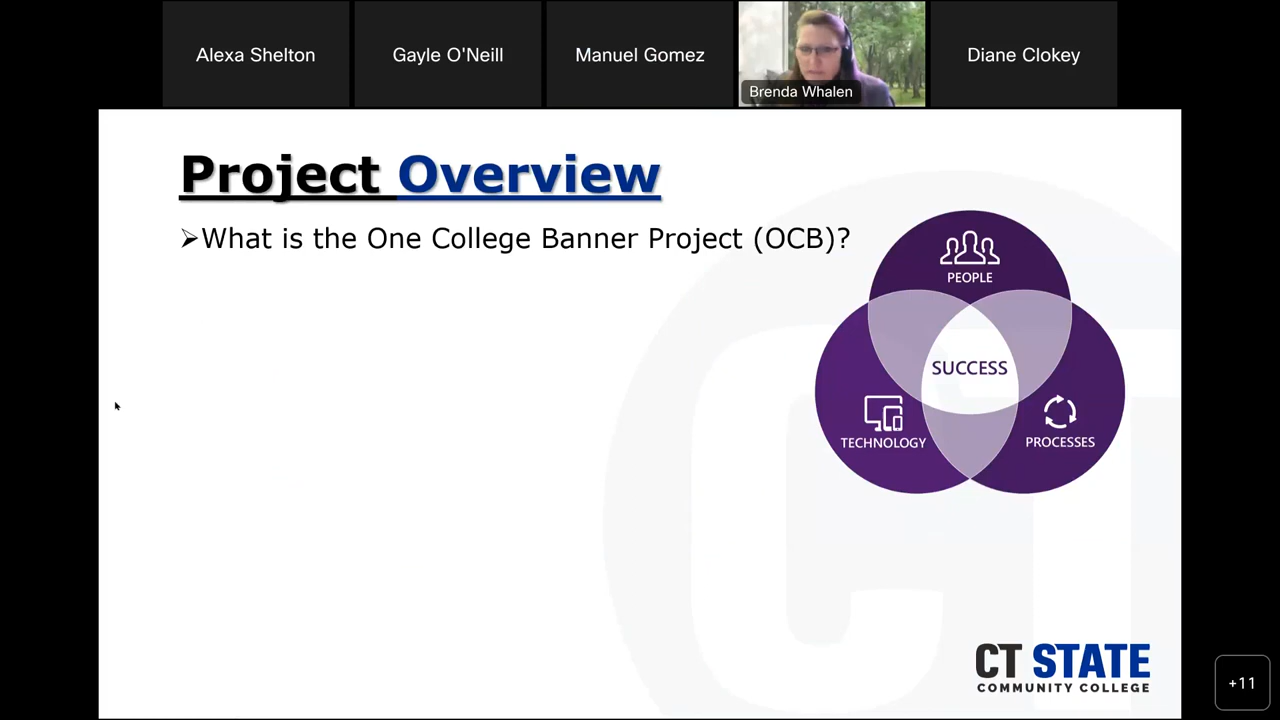 Alexa Shelton
Gayle O'Neill
Manuel Gomez
Brenda Whalen
Diane Clokey
Project Overview
➢What is the One College Banner Project (OCB)?
PEOPLE
SUCCESS
TECHNOLOGY
PROCESSES
CT
CT STATE
COMMUNITY COLLEGE
+11